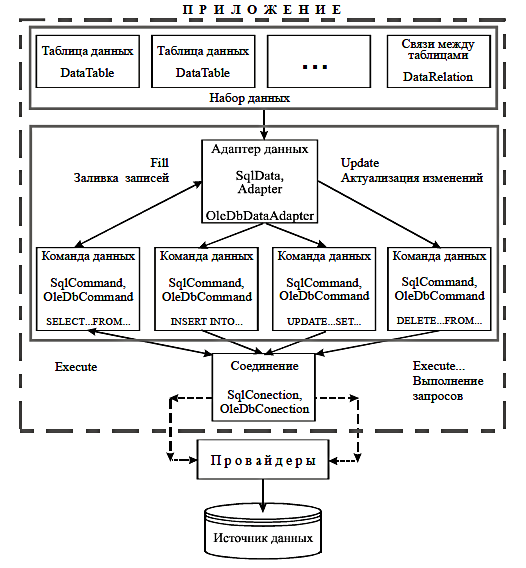 ПРИЛОЖЕНИЕ
Таблица данных
DataTable
Таблица данных
DataTable
...
Связи между
таблицами
DataRelation
Набор данных
Адаптер данных
SqlData,
Adapter
OleDbDataAdapter
Fill
Заливка записей
Update
Актуализация изменений
Команда данных
SqlCommand,
OleDbCommand
SELECT...FROM...
Команда данных
SqlCommand,
OleDbCommand
INSERT INTO...
Команда данных
SqlCommand,
OleDbCommand
UPDATE...SET...
Команда данных
SqlCommand,
OleDbCommand
DELETE...FROM...
Execute
Соединение
SqlConection,
OleDbConection
Execute...
Выполнение
запросов
Провайдеры
Источник данных